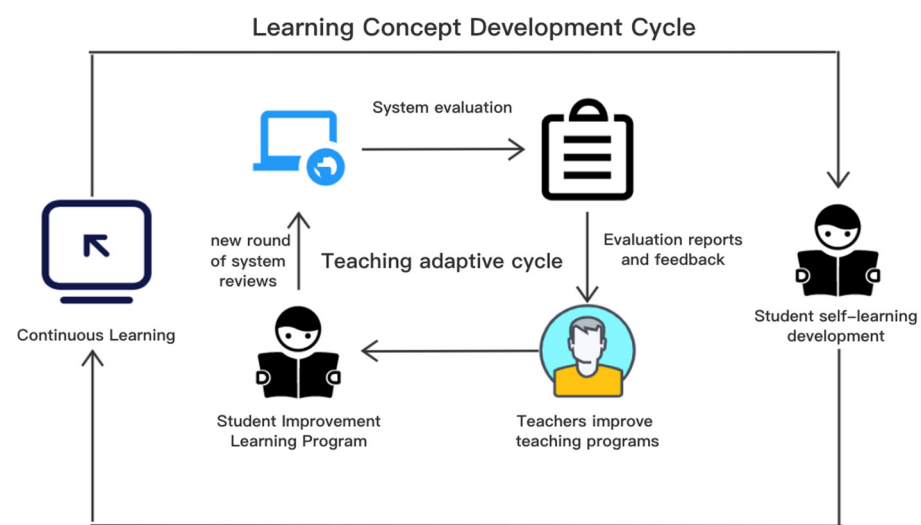 Learning Concept Development Cycle
System evaluation
new round
of system
reviews
Teaching adaptive cycle
Evaluation reports
and feedback
Continuous Learning
Student self-learning
development
Student Improvement
Learning Program
Teachers improve
teaching programs